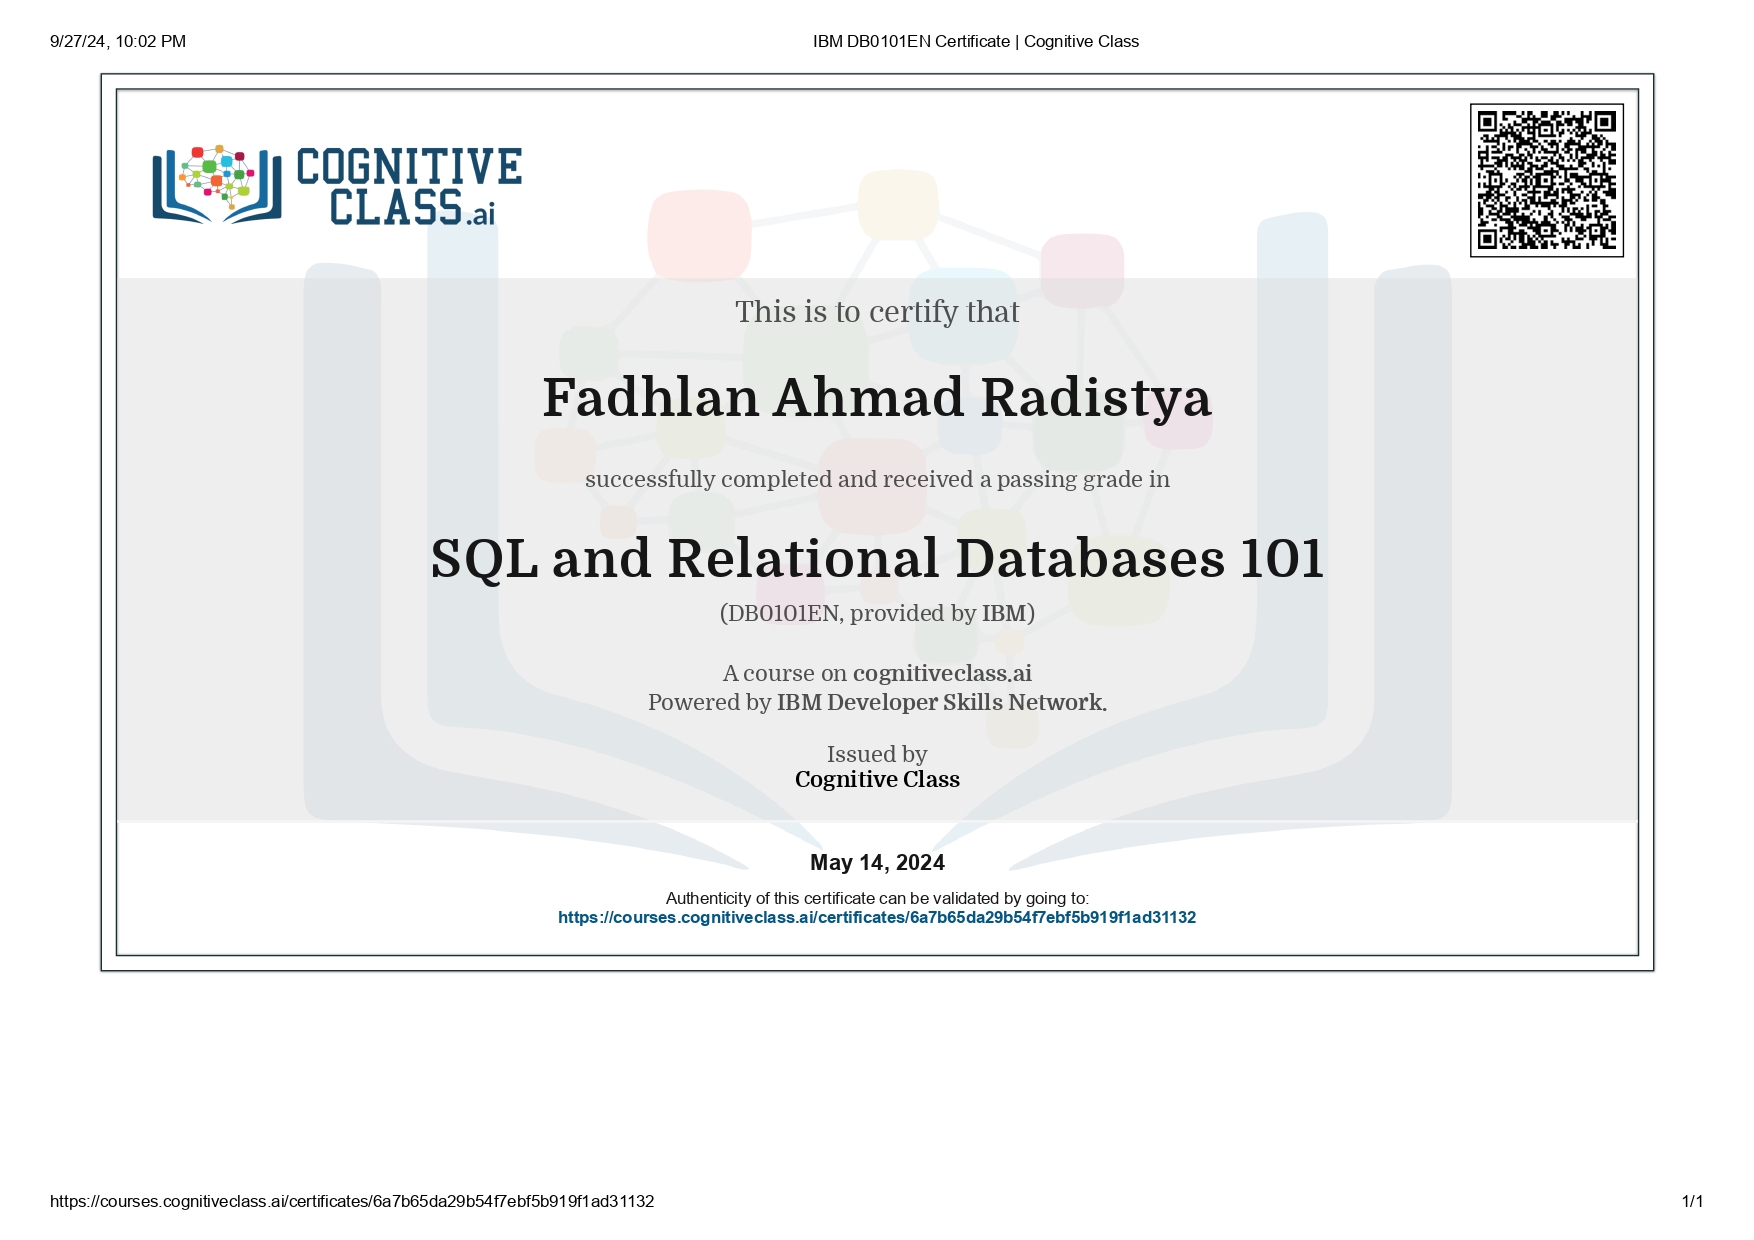 9/27/24, 10:02 PM
IBM DB0101EN Certificate | Cognitive Class
COGNITIVE
CLASS.ai
This is to certify that
Fadhlan Ahmad Radistya
successfully completed and received a passing grade in
SQL and Relational Databases 101
(DB0101EN, provided by IBM)
A course on cognitiveclass.ai
Powered by IBM Developer Skills Network.
Issued by
Cognitive Class
May 14, 2024
Authenticity of this certificate can be validated by going to:
https://courses.cognitiveclass.ai/certificates/6a7b65da29b54f7ebf5b919f1ad31132
https://courses.cognitiveclass.ai/certificates/6a7b65da29b54f7ebf5b919f1ad31132
1/1